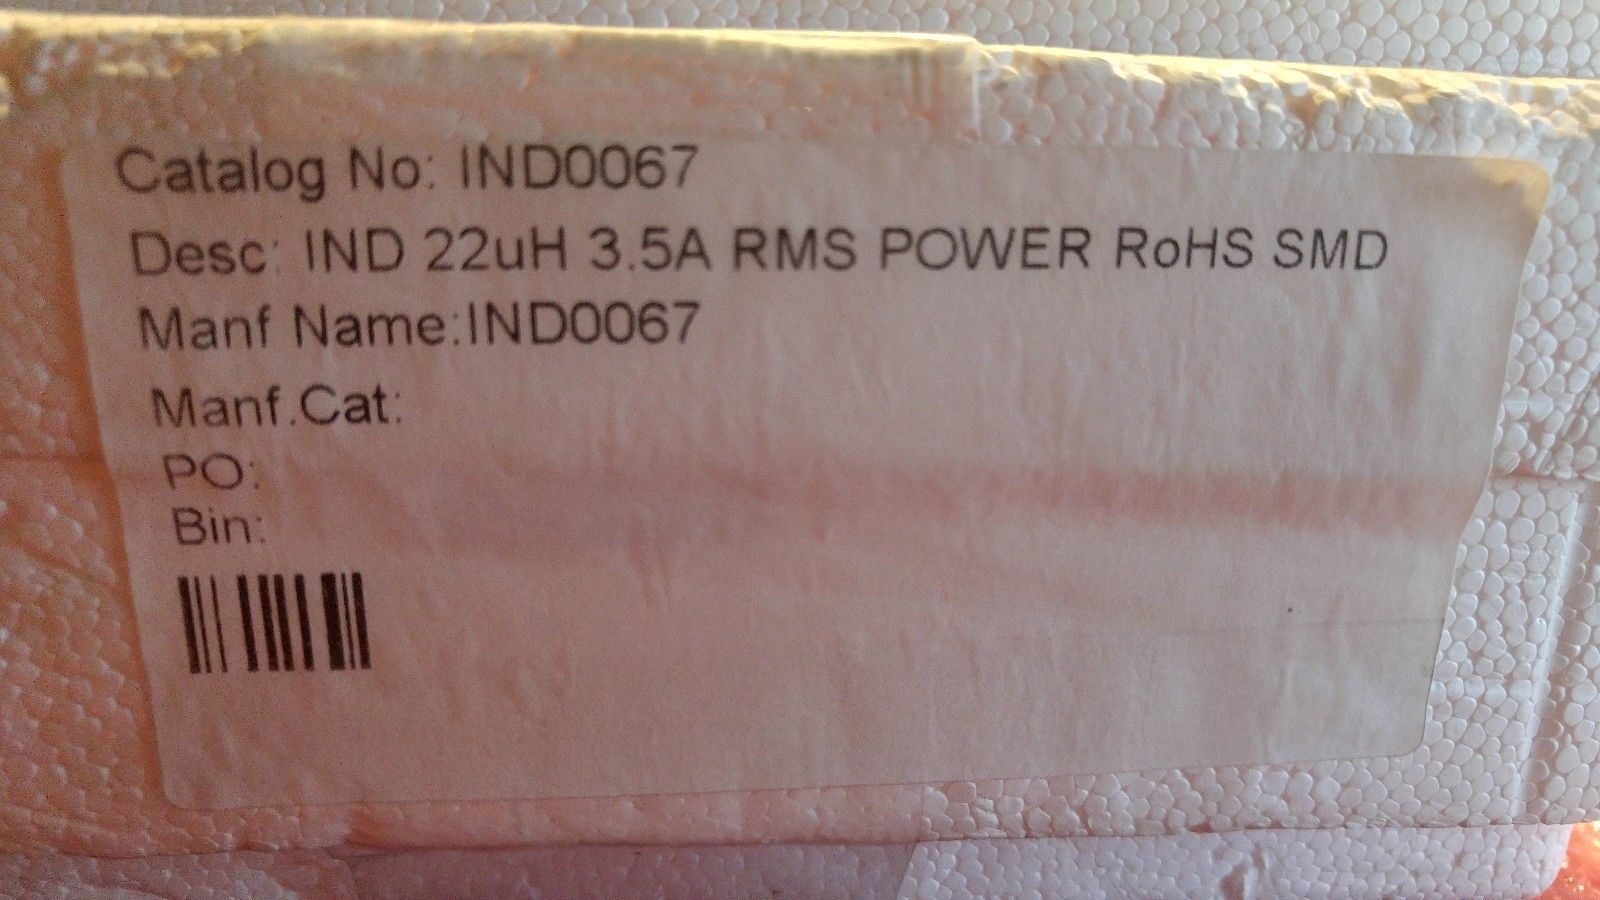 Catalog No: IND0067
Desc: IND 22uH 3.5A RMS POWER RoHS SMD
Manf Name:IND0067
Manf.Cat:
PO:
Bin: